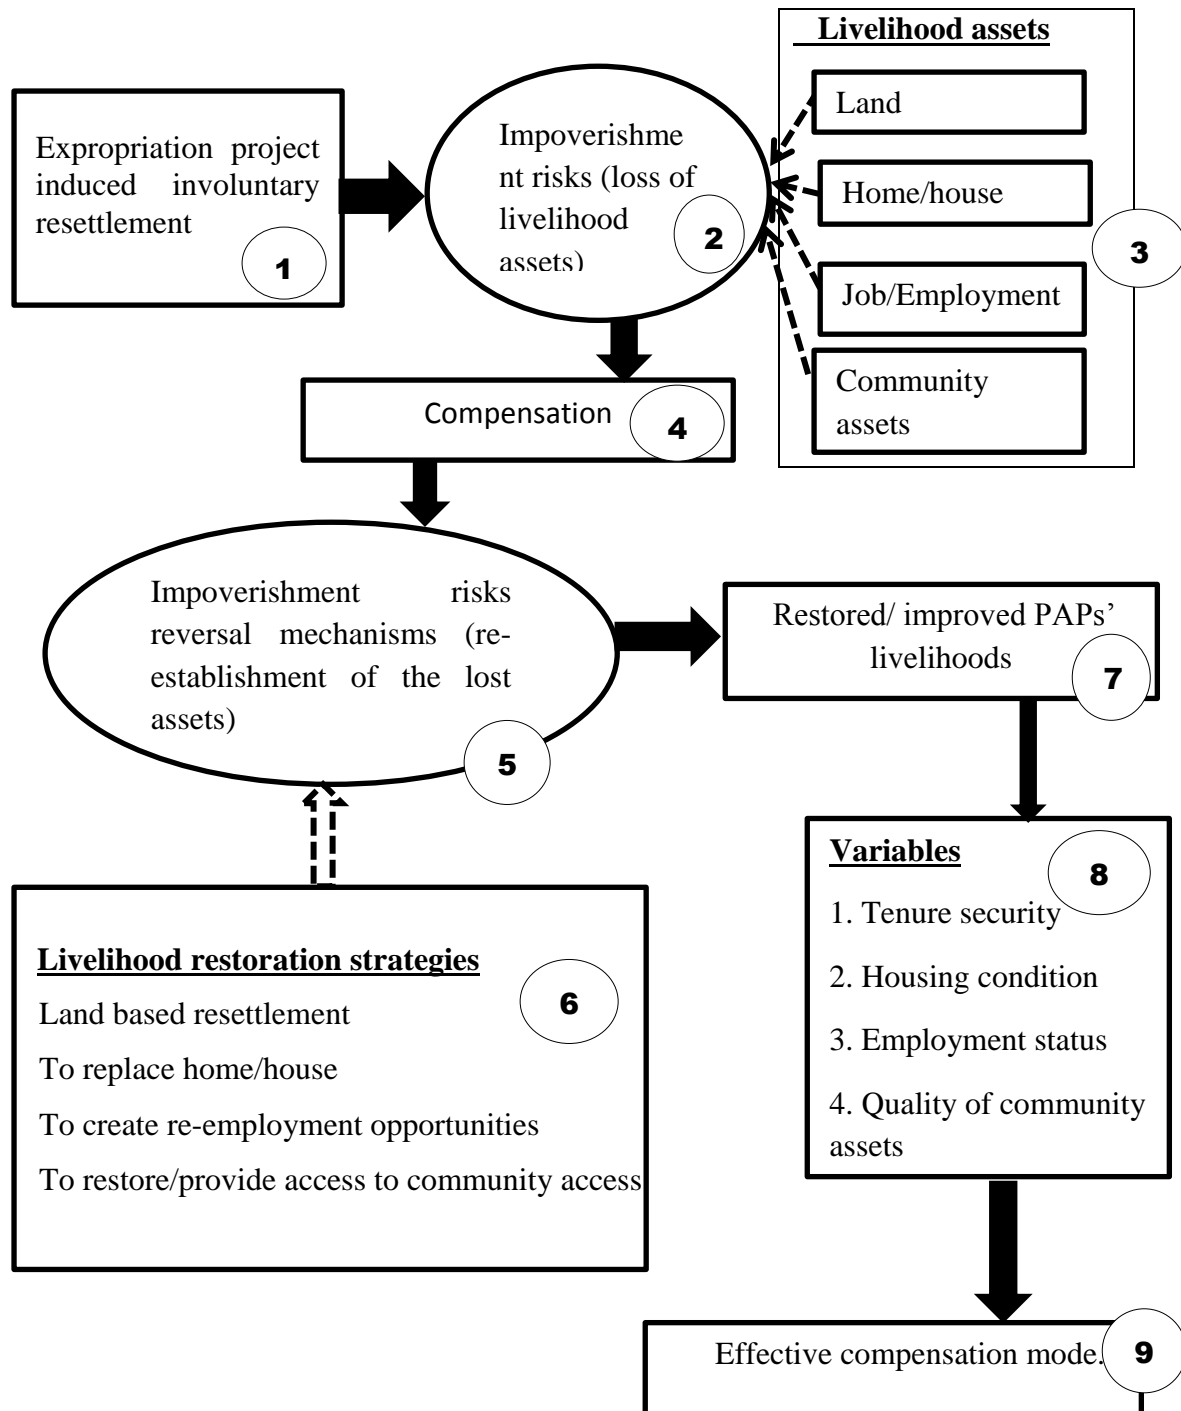 Livelihood assets
Land
Home/house
Job/Employment
Community
assets
3
Expropriation project
induced involuntary
resettlement
1
Impoverishme
nt risks (loss of
livelihood
assets)
2
Compensation
4
Impoverishment risks
reversal mechanisms (re-
establishment of the lost
assets)
5
Restored/ improved PAPs’
livelihoods
7
Livelihood restoration strategies
Land based resettlement
To replace home/house
To create re-employment opportunities
To restore/provide access to community access
6
Variables
1. Tenure security
2. Housing condition
3. Employment status
4. Quality of community
assets
8
Effective compensation mode.
9